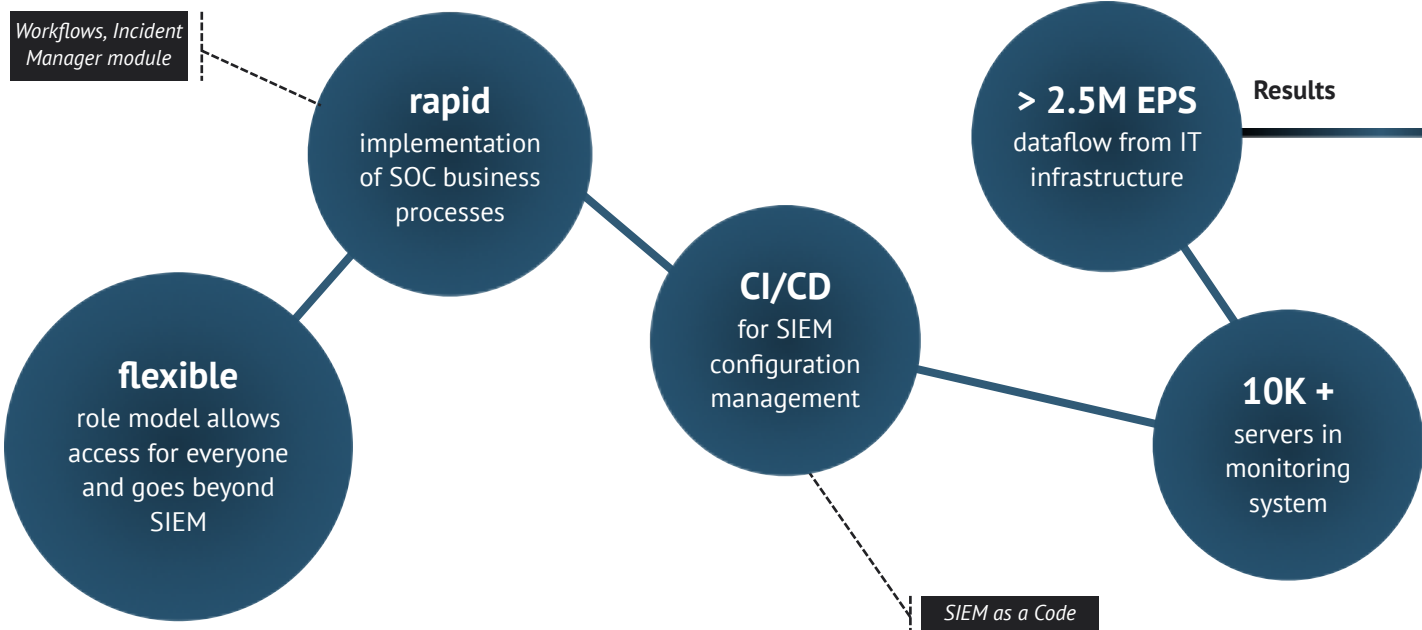 Workflows, Incident
Manager module
rapid
implementation
of SOC business
processes
> 2.5M EPS
dataflow from IT
infrastructure
Results
flexible
role model allows
access for everyone
and goes beyond
SIEM
CI/CD
for SIEM
configuration
management
10K +
servers in
monitoring
system
SIEM as a Code